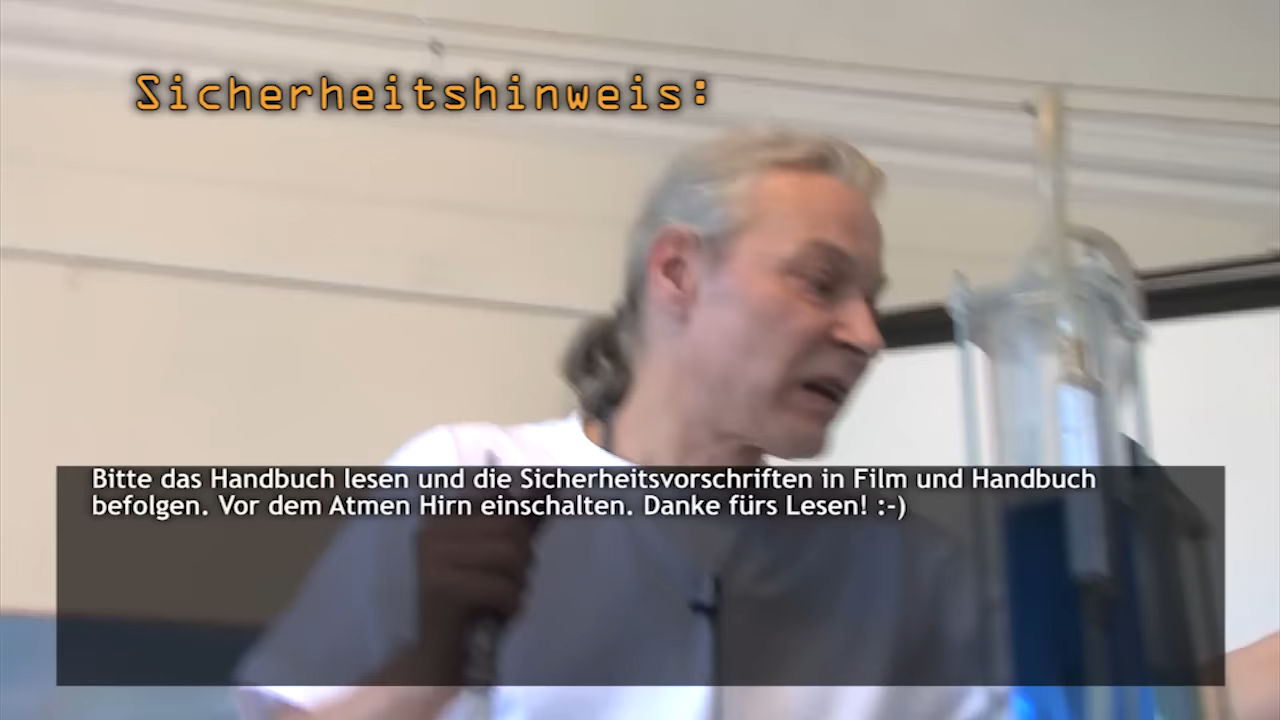 Sicherheitshinweis:
Bitte das Handbuch lesen und die Sicherheitsvorschriften in Film und Handbuch
befolgen. Vor dem Atmen Hirn einschalten. Danke fürs Lesen! :-)